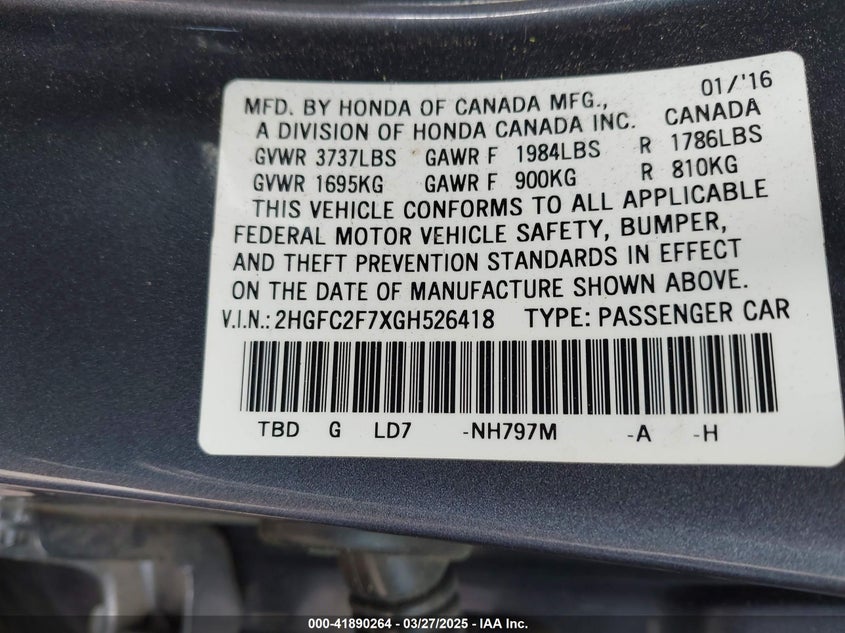 01/'16
MFD. BY HONDA OF CANADA MFG.,
A DIVISION OF HONDA CANADA INC. CANADA
GVWR 3737LBS GAWR F 1984LBS R 1786LBS
GVWR 1695KG GAWR F 900KG R 810KG
THIS VEHICLE CONFORMS TO ALL APPLICABLE
FEDERAL MOTOR VEHICLE SAFETY, BUMPER,
AND THEFT PREVENTION STANDARDS IN EFFECT
ON THE DATE OF MANUFACTURE SHOWN ABOVE.
V.I.N.: 2HGFC2F7XGH526418 TYPE: PASSENGER CAR
TBD G LD7 -NH797M -A -H
000-41890264 - 03/27/2025 - NSU - Tampa, FL.